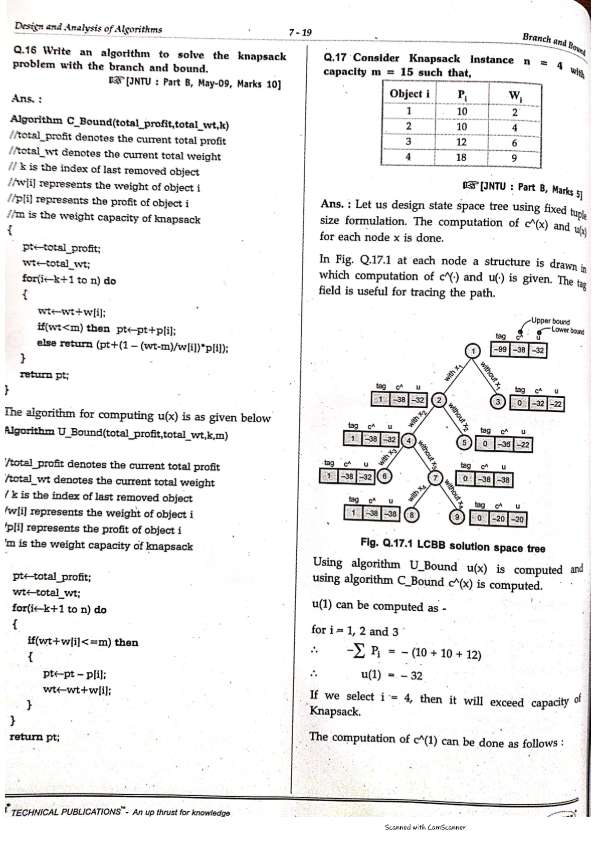 Design and Analysis of Algorithms
7 - 19
Branch and Bound
Q.16 Write an algorithm to solve the knapsack
problem with the branch and bound.
[JNTU : Part B, May-09, Marks 10]
Ans. :
Algorithm C_Bound(total_profit,total_wt,k)
//total_profit denotes the current total profit
//total_wt denotes the current total weight
// k is the index of last removed object
//w[i] represents the weight of object i
//p[i] represents the profit of object i
//m is the weight capacity of knapsack
{
pt←total_profit;
wt←total_wt;
for(i←k+1 to n) do
{
wt←wt+w[i];
if(wt<m) then pt←pt+p[i];
else return (pt+(1 – (wt-m)/w[i])*p[i]);
}
return pt;
}
The algorithm for computing u(x) is as given below
Algorithm U_Bound(total_profit,total_wt,k,m)
/total_profit denotes the current total profit
/total_wt denotes the current total weight
/ k is the index of last removed object
/w[i] represents the weight of object i
/p[i] represents the profit of object i
'm is the weight capacity of knapsack
pt←total_profit;
wt←total_wt;
for(i←k+1 to n) do
{
if(wt+w[i]<=m) then
{
pt←pt – p[i];
wt←wt+w[i];
}
}
return pt;
Q.17 Consider Knapsack Instance n = 4 with
capacity m = 15 such that,
Object i Pi Wi
1 10 2
2 10 4
3 12 6
4 18 9
[JNTU : Part B, Marks 5]
Ans. : Let us design state space tree using fixed tuple
size formulation. The computation of c^(x) and u(x)
for each node x is done.
In Fig. Q.17.1 at each node a structure is drawn in
which computation of c^(·) and u(·) is given. The tag
field is useful for tracing the path.
Upper bound
Lower bound
tag c^ u
1 –99 –38 –32
with x1 without x1
tag c^ u
1 –38 –32 2
tag c^ u
3 0 –32 –22
with x2 without x2
tag c^ u
1 –38 –32 4
tag c^ u
5 0 –36 –22
with x3 without x3
tag c^ u
1 –38 –32 6
tag c^ u
7 0 –38 –38
with x4 without x4
tag c^ u
1 –38 –38 8
tag c^ u
9 0 –20 –20
Fig. Q.17.1 LCBB solution space tree
Using algorithm U_Bound u(x) is computed and
using algorithm C_Bound c^(x) is computed.
u(1) can be computed as -
for i = 1, 2 and 3
∴ –Σ Pi = – (10 + 10 + 12)
∴ u(1) = – 32
If we select i = 4, then it will exceed capacity of
Knapsack.
The computation of c^(1) can be done as follows :
TECHNICAL PUBLICATIONS™ - An up thrust for knowledge
Scanned with CamScanner